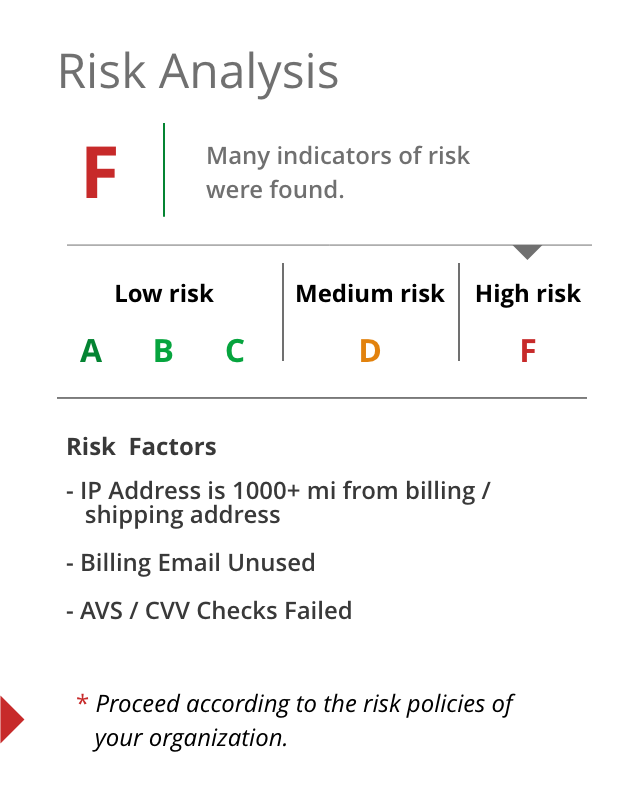 Risk Analysis
F
Many indicators of risk
were found.
Low risk Medium risk High risk
A B C D F
Risk Factors
- IP Address is 1000+ mi from billing /
shipping address
- Billing Email Unused
- AVS / CVV Checks Failed
* Proceed according to the risk policies of
your organization.